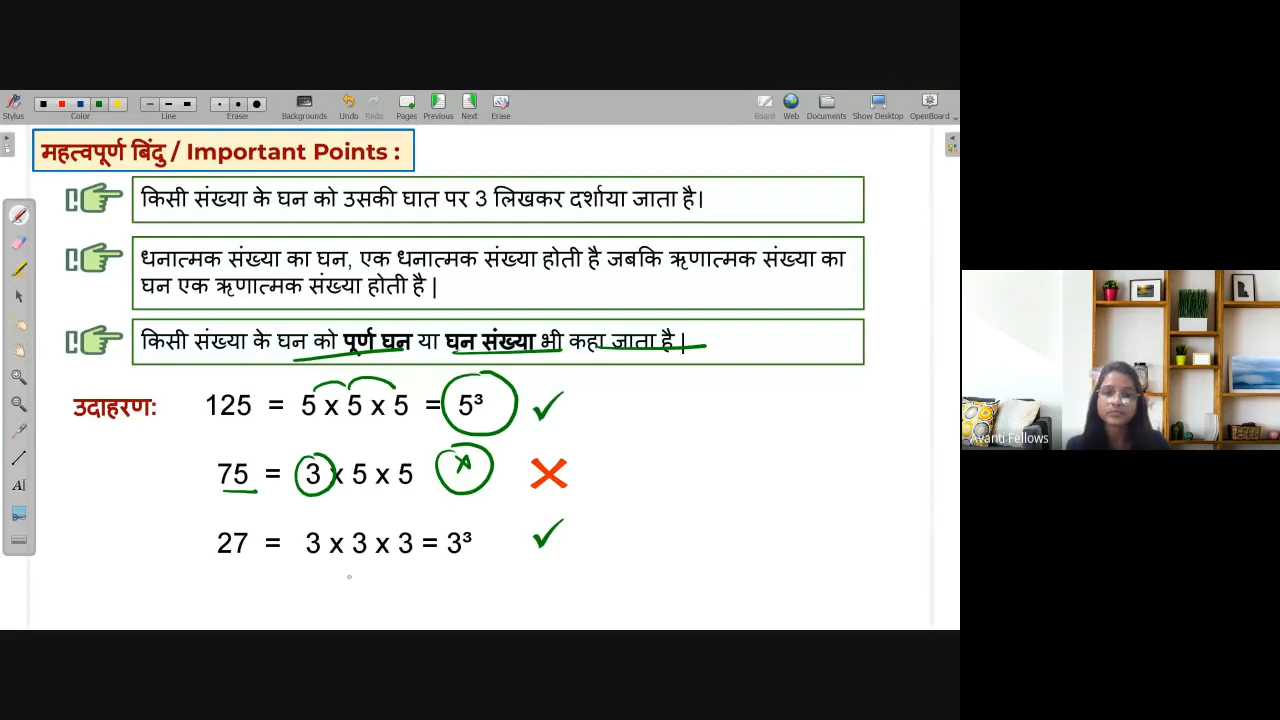 Stylus
Color
Line
Eraser
Backgrounds
Undo
Redo
Pages
Previous
Next
Erase
Board
Web
Documents
Show Desktop
OpenBoard
महत्वपूर्ण बिंदु / Important Points :
किसी संख्या के घन को उसकी घात पर 3 लिखकर दर्शाया जाता है|
धनात्मक संख्या का घन, एक धनात्मक संख्या होती है जबकि ऋणात्मक संख्या का
घन एक ऋणात्मक संख्या होती है |
किसी संख्या के घन को पूर्ण घन या घन संख्या भी कहा जाता है |
उदाहरण: 125 = 5 x 5 x 5 = 5³
75 = 3 x 5 x 5
27 = 3 x 3 x 3 = 3³
Avanti Fellows